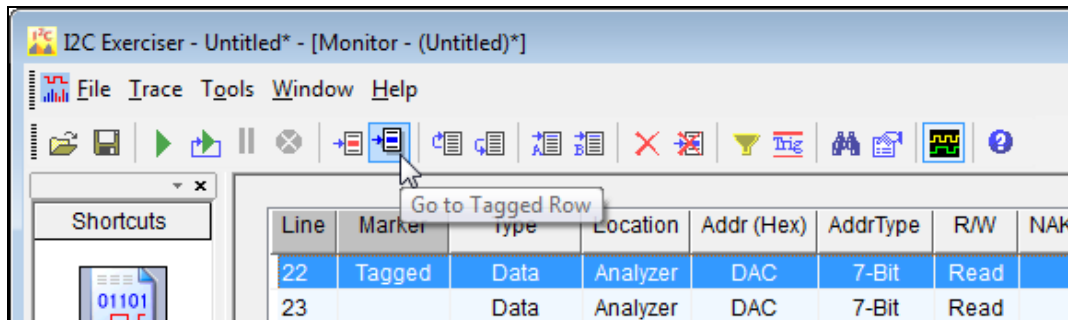 I2C Exerciser - Untitled* - [Monitor - (Untitled)*]
File Trace Tools Window Help
A B Trig
Go to Tagged Row
Shortcuts
Line Marker Type Location Addr (Hex) AddrType R/W NAK
22 Tagged Data Analyzer DAC 7-Bit Read
01101
23 Data Analyzer DAC 7-Bit Read